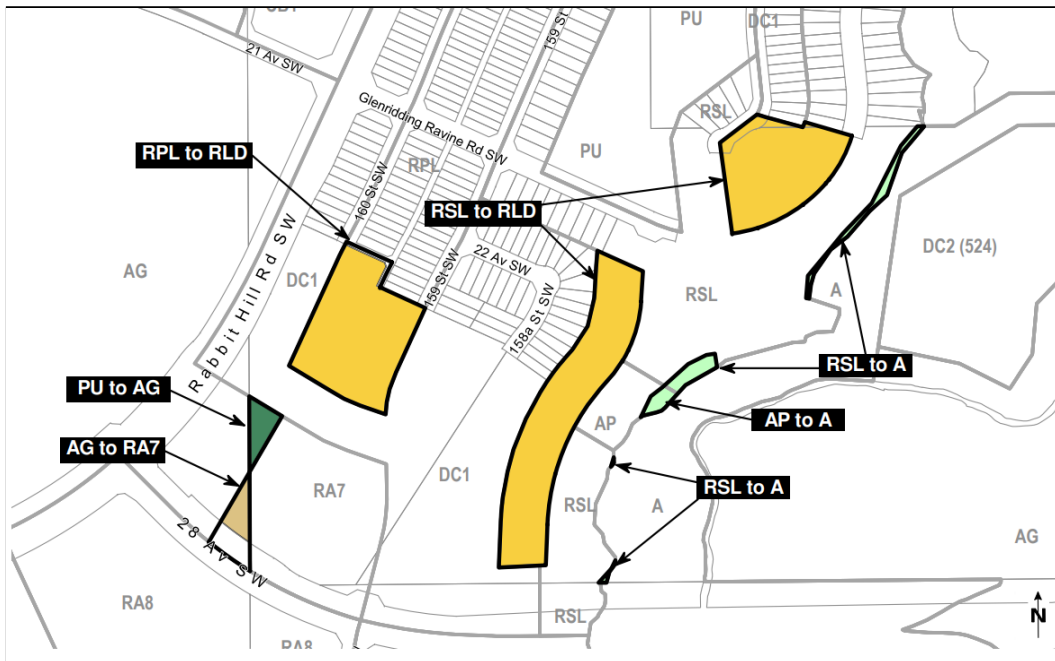 PU
DC1
21 Av SW
159 St SW
Glenridding Ravine Rd SW
RSL
RPL to RLD
PU
RPL
160 St SW
RSL to RLD
22 Av SW
DC2 (524)
AG
DC1
159 St SW
RSL
A
Rabbit Hill Rd SW
158a St SW
RSL to A
PU to AG
AP
AP to A
AG to RA7
DC1
RA7
RSL to A
RSL
A
28 Av SW
AG
RA8
RSL
N
RA8